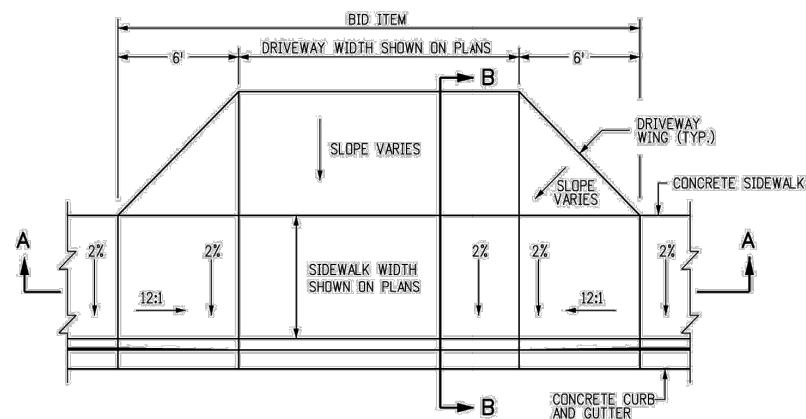 BID ITEM
6'
DRIVEWAY WIDTH SHOWN ON PLANS
6'
B
DRIVEWAY
WING (TYP.)
SLOPE VARIES
SLOPE
VARIES
CONCRETE SIDEWALK
A
2%
2%
SIDEWALK WIDTH
SHOWN ON PLANS
2%
2%
2%
A
12:1
12:1
B
CONCRETE CURB
AND GUTTER